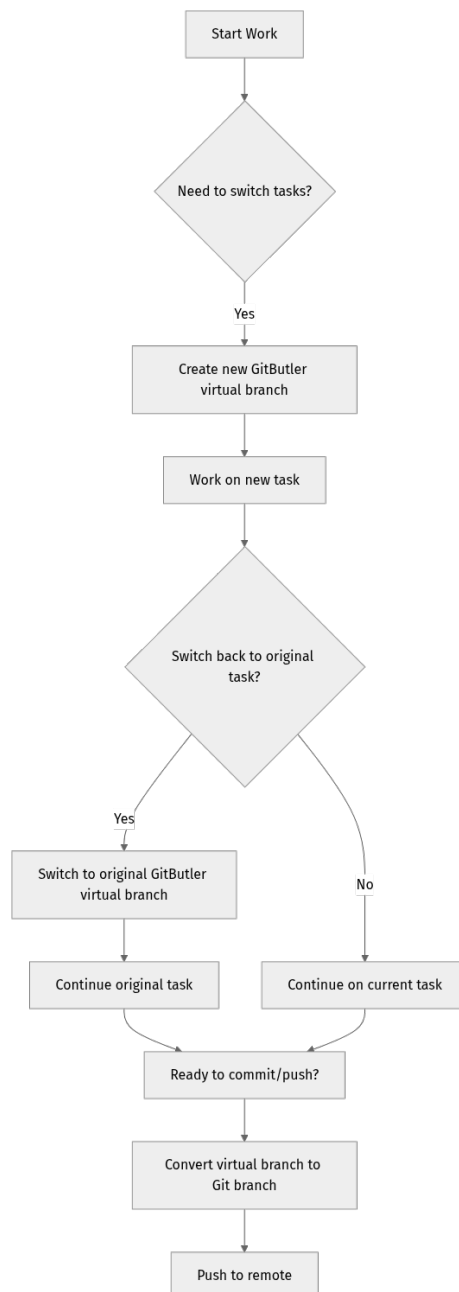 Start Work
Need to switch tasks?
Yes
Create new GitButler
virtual branch
Work on new task
Switch back to original
task?
Yes
Switch to original GitButler
virtual branch
No
Continue original task
Continue on current task
Ready to commit/push?
Convert virtual branch to
Git branch
Push to remote